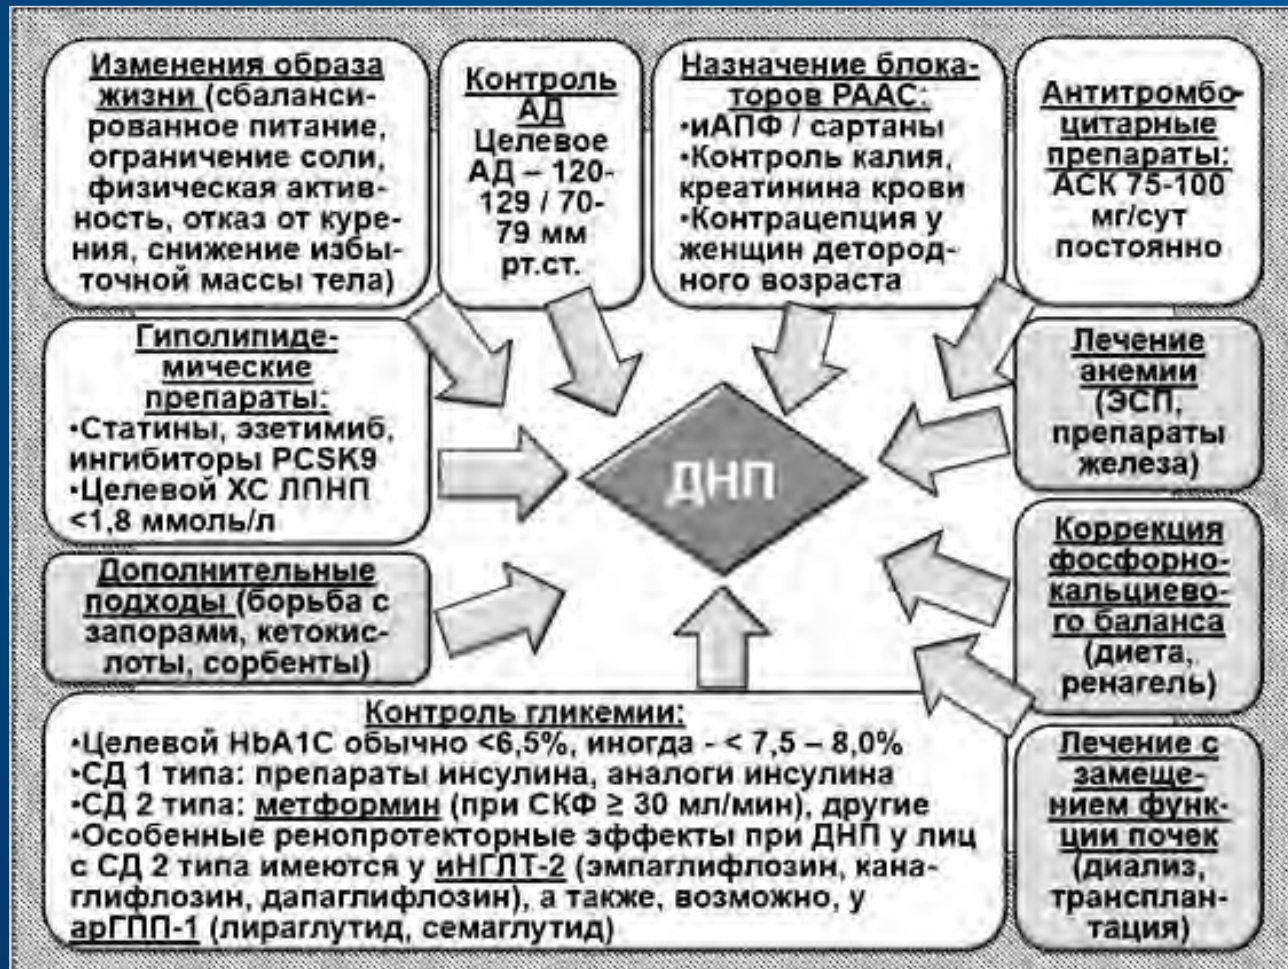 Изменения образа
жизни (сбаланси-
рованное питание,
ограничение соли,
физическая актив-
ность, отказ от куре-
ния, снижение избы-
точной массы тела)
Контроль
АД
Целевое
АД – 120-
129 / 70-
79 мм
рт.ст.
Назначение блока-
торов РААС:
•иАПФ / сартаны
•Контроль калия,
креатинина крови
•Контрацепция у
женщин детород-
ного возраста
Антитромбо-
цитарные
препараты:
АСК 75-100
мг/сут
постоянно
Гиполипиде-
мические
препараты:
•Статины, эзетимиб,
ингибиторы PCSK9
•Целевой ХС ЛПНП
<1,8 ммоль/л
ДНП
Лечение
анемии
(ЭСП,
препараты
железа)
Дополнительные
подходы (борьба с
запорами, кетокис-
лоты, сорбенты)
Коррекция
фосфорно-
кальциево-
го баланса
(диета,
ренагель)
Контроль гликемии:
•Целевой HbA1C обычно <6,5%, иногда - < 7,5 – 8,0%
•СД 1 типа: препараты инсулина, аналоги инсулина
•СД 2 типа: метформин (при СКФ ≥ 30 мл/мин), другие
•Особенные ренопротекторные эффекты при ДНП у лиц
с СД 2 типа имеются у иНГЛТ-2 (эмпаглифлозин, кана-
глифлозин, дапаглифлозин), а также, возможно, у
арГПП-1 (лираглутид, семаглутид)
Лечение с
замеще-
нием функ-
ции почек
(диализ,
трансплан-
тация)